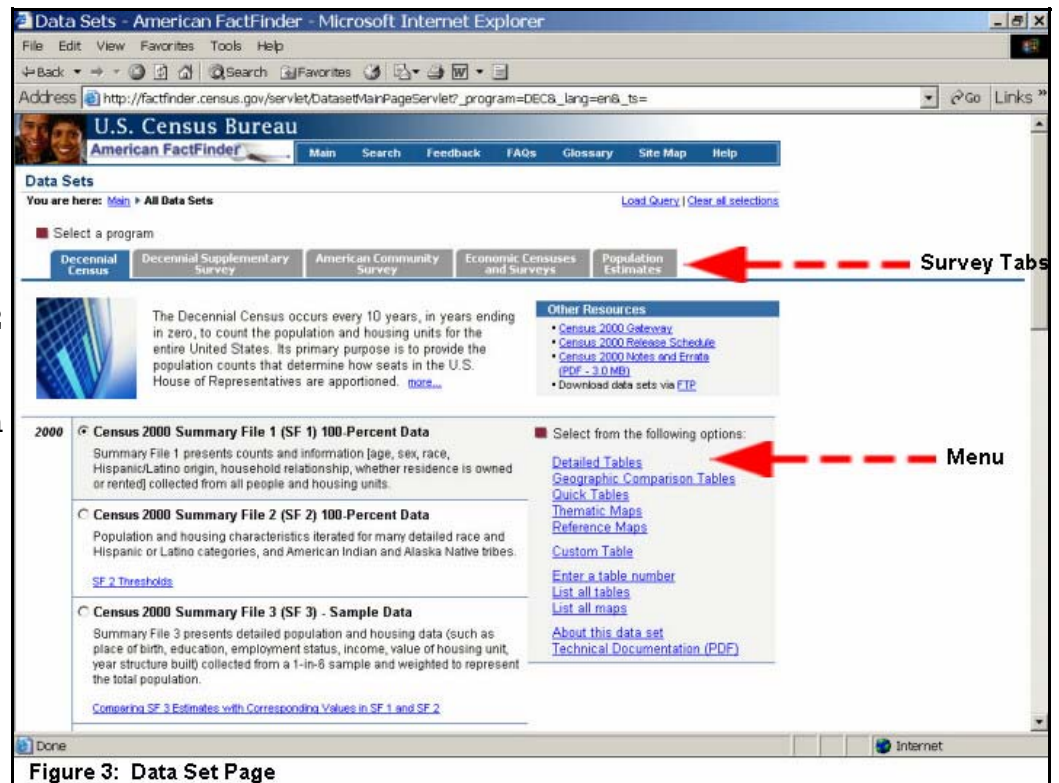 Data Sets - American FactFinder - Microsoft Internet Explorer
File Edit View Favorites Tools Help
Back Search Favorites
Address http://factfinder.census.gov/servlet/DatasetMainPageServlet?_program=DEC&_lang=en&_ts= Go Links »
U.S. Census Bureau
American FactFinder Main Search Feedback FAQs Glossary Site Map Help
Data Sets
You are here: Main ▸ All Data Sets Load Query | Clear all selections
Select a program
Decennial Census
Decennial Supplementary Survey
American Community Survey
Economic Censuses and Surveys
Population Estimates
Survey Tabs
The Decennial Census occurs every 10 years, in years ending
in zero, to count the population and housing units for the
entire United States. Its primary purpose is to provide the
population counts that determine how seats in the U.S.
House of Representatives are apportioned. more...
Other Resources
• Census 2000 Gateway
• Census 2000 Release Schedule
• Census 2000 Notes and Errata
(PDF - 3.0 MB)
• Download data sets via FTP
2000
Census 2000 Summary File 1 (SF 1) 100-Percent Data
Summary File 1 presents counts and information [age, sex, race,
Hispanic/Latino origin, household relationship, whether residence is owned
or rented] collected from all people and housing units.
Census 2000 Summary File 2 (SF 2) 100-Percent Data
Population and housing characteristics iterated for many detailed race and
Hispanic or Latino categories, and American Indian and Alaska Native tribes.
SF 2 Thresholds
Census 2000 Summary File 3 (SF 3) - Sample Data
Summary File 3 presents detailed population and housing data (such as
place of birth, education, employment status, income, value of housing unit,
year structure built) collected from a 1-in-6 sample and weighted to represent
the total population.
Comparing SF 3 Estimates with Corresponding Values in SF 1 and SF 2
Select from the following options:
Detailed Tables
Geographic Comparison Tables
Quick Tables
Thematic Maps
Reference Maps
Custom Table
Enter a table number
List all tables
List all maps
About this data set
Technical Documentation (PDF)
Menu
Done Internet
Figure 3: Data Set Page